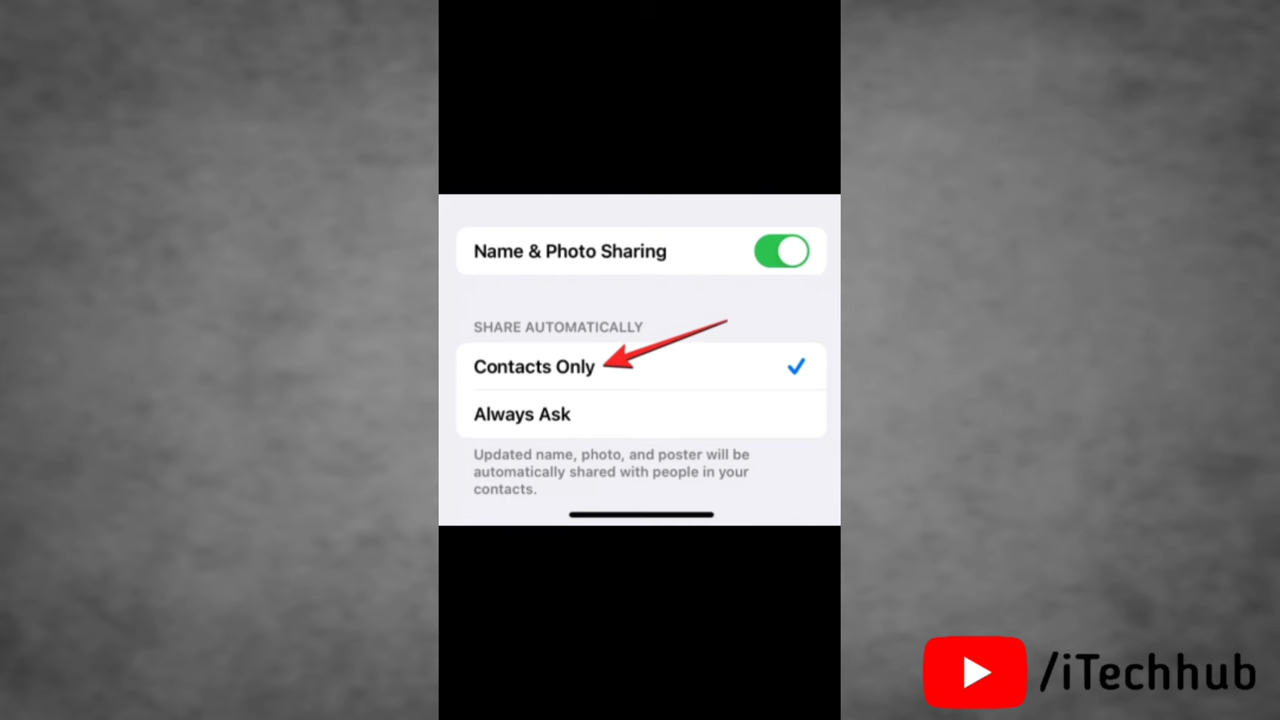 Name & Photo Sharing
SHARE AUTOMATICALLY
Contacts Only
Always Ask
Updated name, photo, and poster will be
automatically shared with people in your
contacts.
/iTechhub